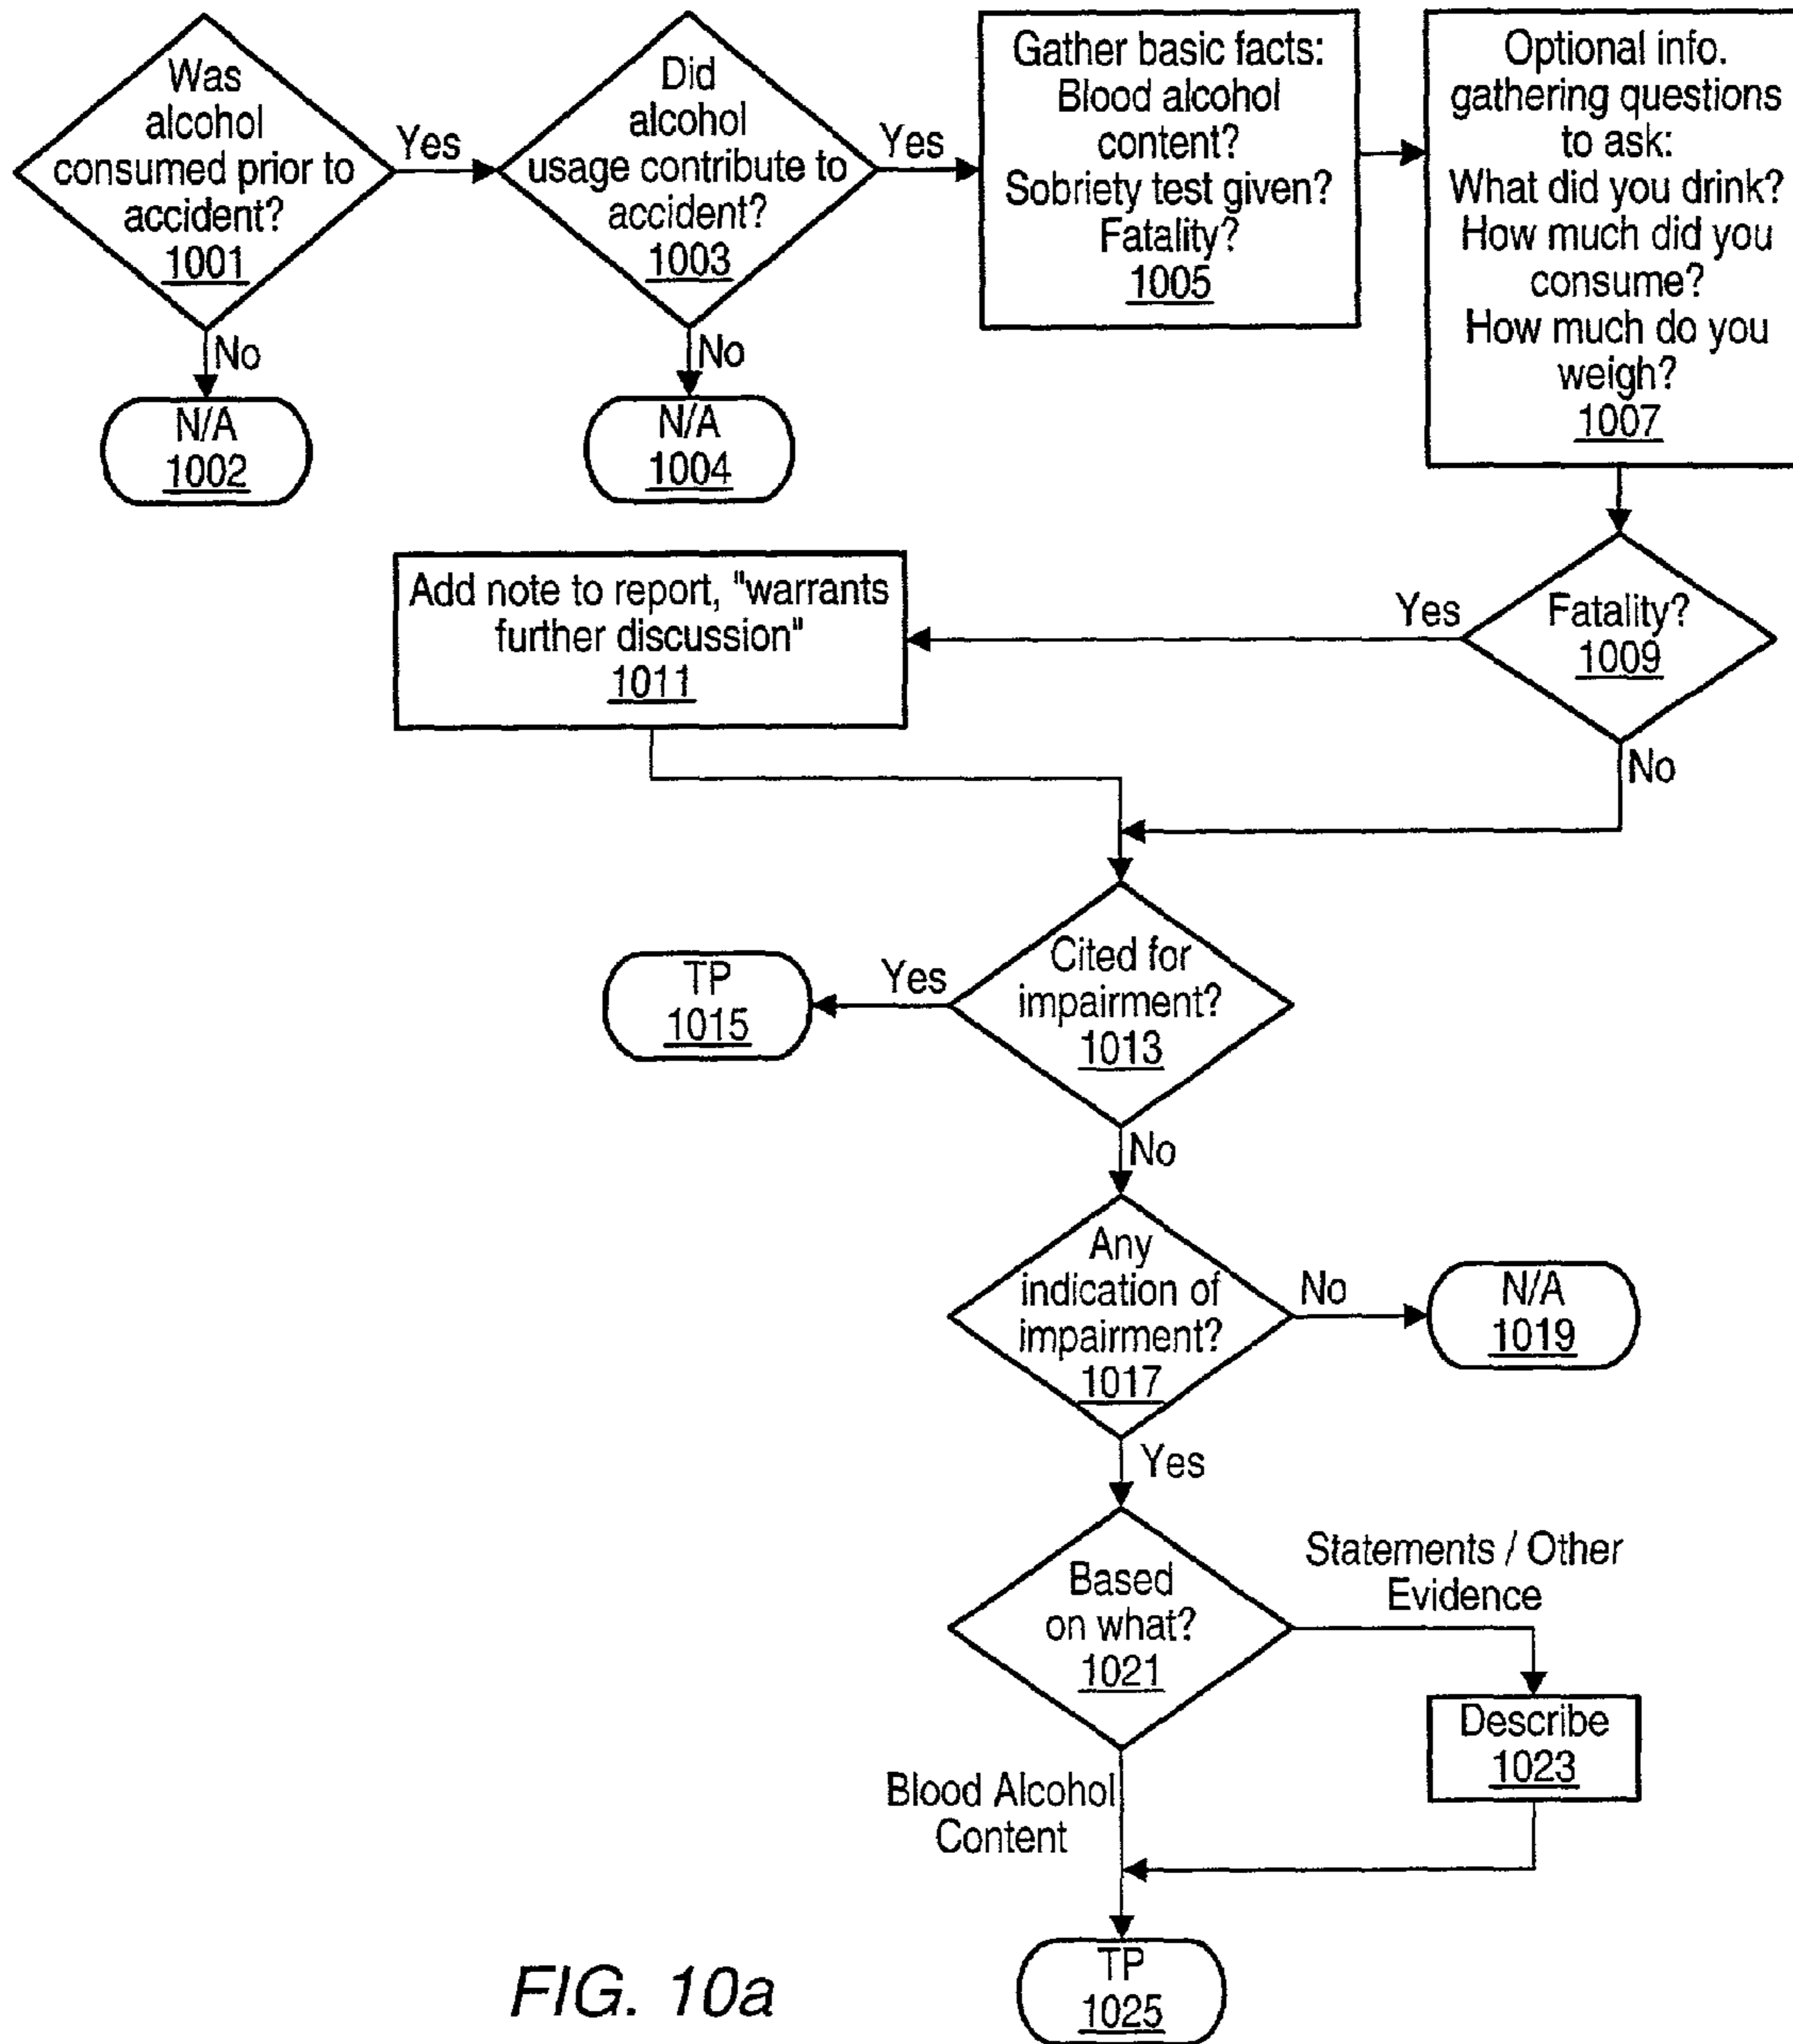 Was
alcohol
consumed prior to
accident?
1001
Yes
No
N/A
1002
Did
alcohol
usage contribute to
accident?
1003
Yes
No
N/A
1004
Gather basic facts:
Blood alcohol
content?
Sobriety test given?
Fatality?
1005
Optional info.
gathering questions
to ask:
What did you drink?
How much did you
consume?
How much do you
weigh?
1007
Fatality?
1009
Yes
No
Add note to report, "warrants
further discussion"
1011
Cited for
impairment?
1013
Yes
TP
1015
No
Any
indication of
impairment?
1017
No
N/A
1019
Yes
Based
on what?
1021
Statements / Other
Evidence
Describe
1023
Blood Alcohol
Content
TP
1025
FIG. 10a